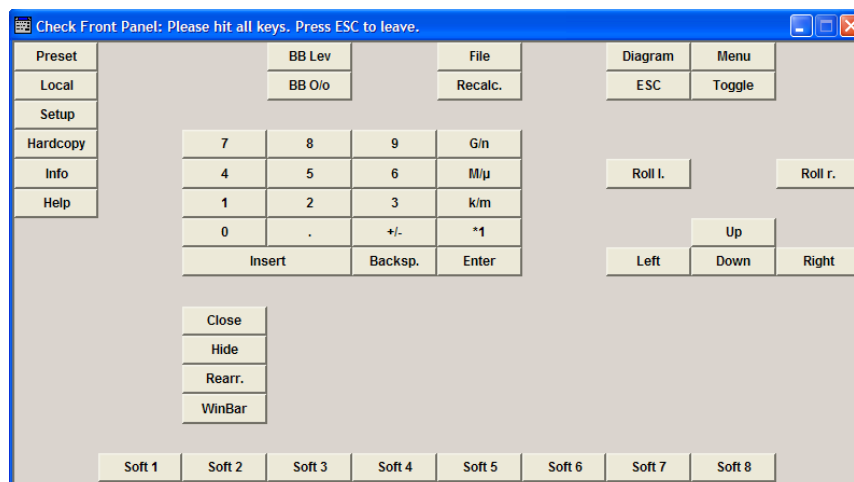 Check Front Panel: Please hit all keys. Press ESC to leave.
Preset BB Lev File Diagram Menu
Local BB O/o Recalc. ESC Toggle
Setup
Hardcopy 7 8 9 G/n
Info 4 5 6 M/µ Roll l. Roll r.
Help 1 2 3 k/m
0 . +/- *1 Up
Insert Backsp. Enter Left Down Right
Close
Hide
Rearr.
WinBar
Soft 1 Soft 2 Soft 3 Soft 4 Soft 5 Soft 6 Soft 7 Soft 8